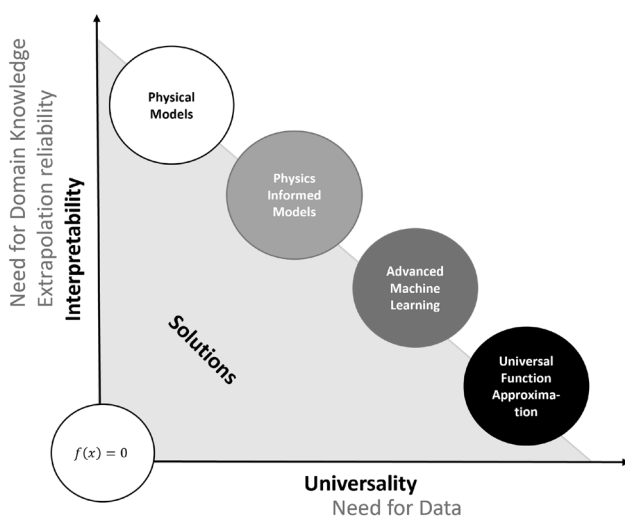 Need for Domain Knowledge
Extrapolation reliability
Interpretability
Physical
Models
Physics
Informed
Models
Advanced
Machine
Learning
Solutions
Universal
Function
Approxima-
tion
f(x) = 0
Universality
Need for Data